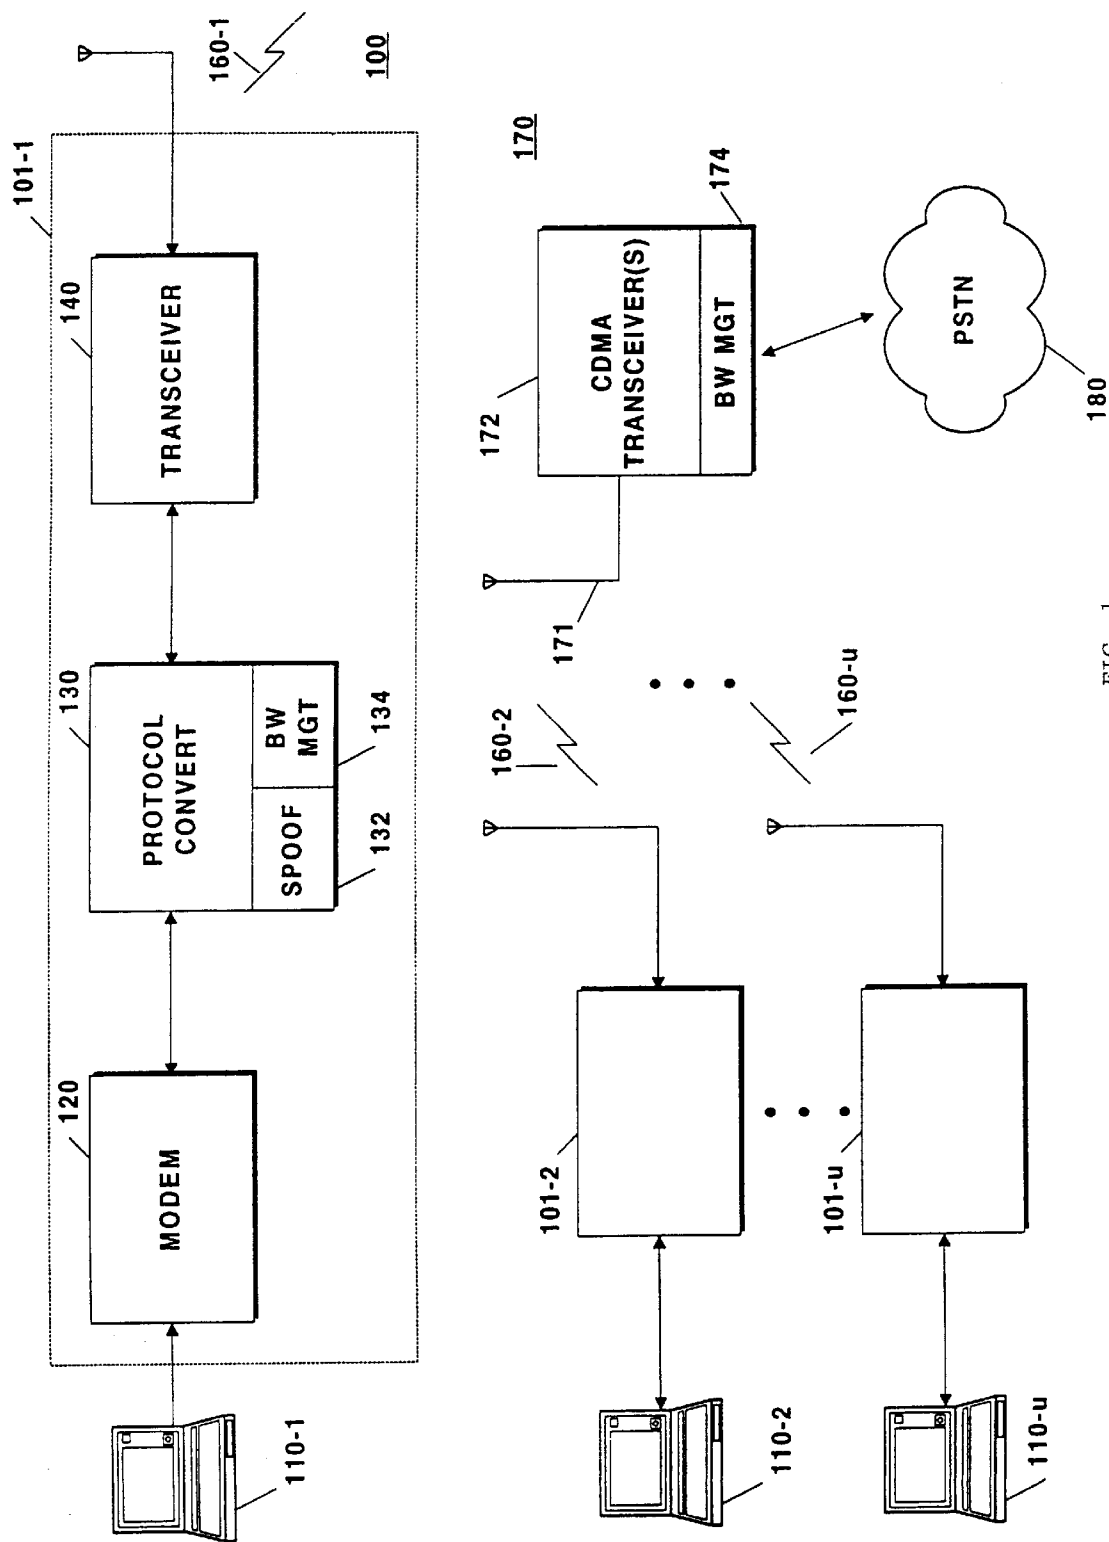 101-1
120
MODEM
130
PROTOCOL
CONVERT
SPOOF
BW
MGT
132
134
140
TRANSCEIVER
160-1
100
110-1
170
172
CDMA
TRANSCEIVER(S)
BW MGT
174
171
160-2
160-u
101-2
110-2
101-u
110-u
PSTN
180
FIG. 1